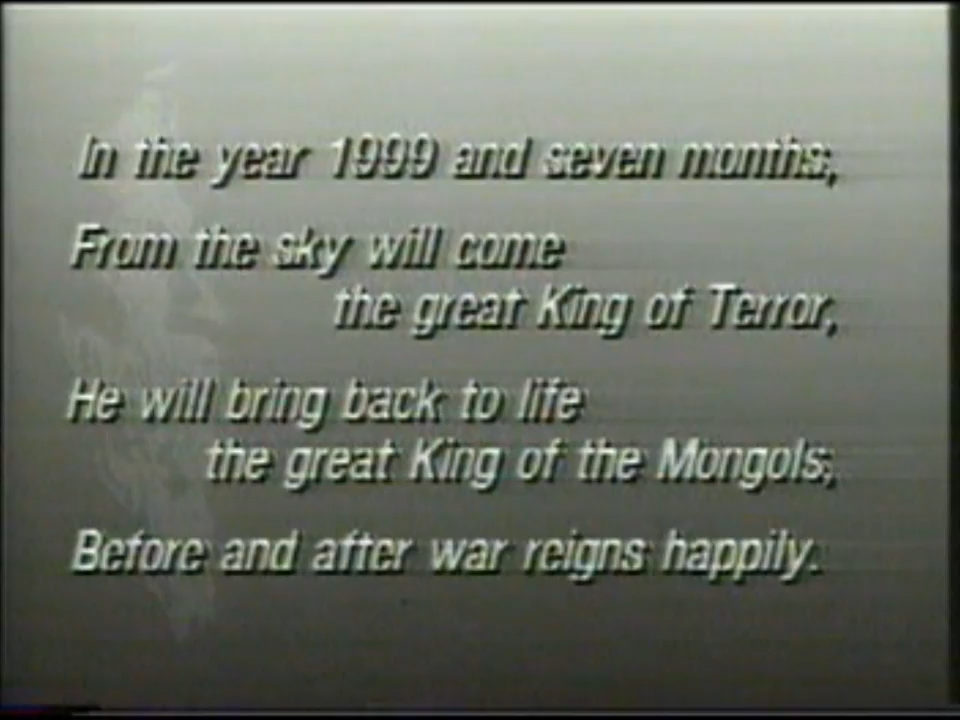 In the year 1999 and seven months,
From the sky will come
the great King of Terror,
He will bring back to life
the great King of the Mongols,
Before and after war reigns happily.